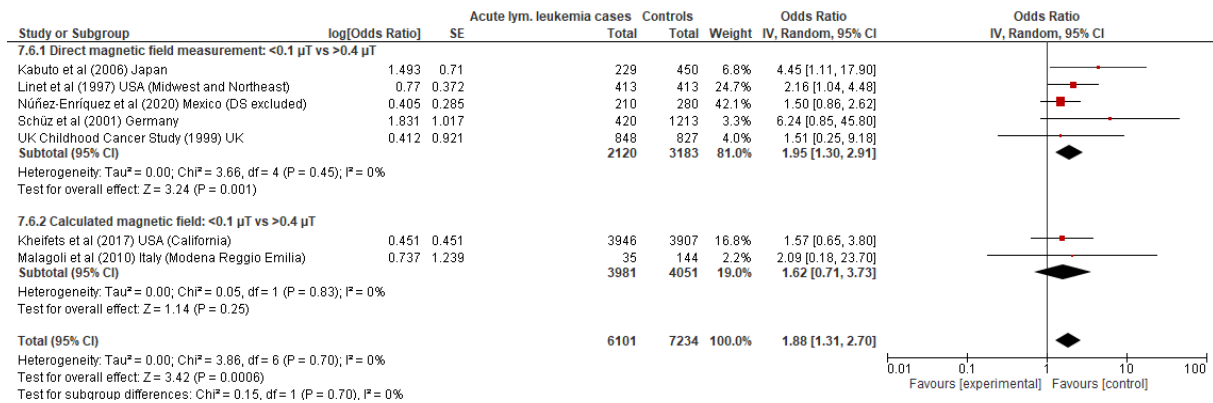 Acute lym. leukemia cases Controls Odds Ratio Odds Ratio
Study or Subgroup log[Odds Ratio] SE Total Total Weight IV, Random, 95% CI IV, Random, 95% CI
7.6.1 Direct magnetic field measurement: <0.1 µT vs >0.4 µT
Kabuto et al (2006) Japan 1.493 0.71 229 450 6.8% 4.45 [1.11, 17.90]
Linet et al (1997) USA (Midwest and Northeast) 0.77 0.372 413 413 24.7% 2.16 [1.04, 4.48]
Núñez-Enríquez et al (2020) Mexico (DS excluded) 0.405 0.285 210 280 42.1% 1.50 [0.86, 2.62]
Schüz et al (2001) Germany 1.831 1.017 420 1213 3.3% 6.24 [0.85, 45.80]
UK Childhood Cancer Study (1999) UK 0.412 0.921 848 827 4.0% 1.51 [0.25, 9.18]
Subtotal (95% CI) 2120 3183 81.0% 1.95 [1.30, 2.91]
Heterogeneity: Tau² = 0.00; Chi² = 3.66, df = 4 (P = 0.45); I² = 0%
Test for overall effect: Z = 3.24 (P = 0.001)
7.6.2 Calculated magnetic field: <0.1 µT vs >0.4 µT
Kheifets et al (2017) USA (California) 0.451 0.451 3946 3907 16.8% 1.57 [0.65, 3.80]
Malagoli et al (2010) Italy (Modena Reggio Emilia) 0.737 1.239 35 144 2.2% 2.09 [0.18, 23.70]
Subtotal (95% CI) 3981 4051 19.0% 1.62 [0.71, 3.73]
Heterogeneity: Tau² = 0.00; Chi² = 0.05, df = 1 (P = 0.83); I² = 0%
Test for overall effect: Z = 1.14 (P = 0.25)
Total (95% CI) 6101 7234 100.0% 1.88 [1.31, 2.70]
Heterogeneity: Tau² = 0.00; Chi² = 3.86, df = 6 (P = 0.70); I² = 0%
Test for overall effect: Z = 3.42 (P = 0.0006)
Test for subgroup differences: Chi² = 0.15, df = 1 (P = 0.70), I² = 0%
0.01 0.1 1 10 100
Favours [experimental] Favours [control]